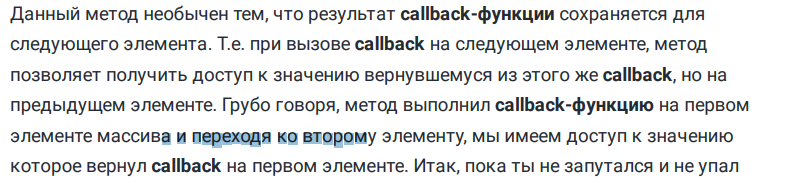 Данный метод необычен тем, что результат callback-функции сохраняется для
следующего элемента. Т.е. при вызове callback на следующем элементе, метод
позволяет получить доступ к значению вернувшемуся из этого же callback, но на
предыдущем элементе. Грубо говоря, метод выполнил callback-функцию на первом
элементе массива и переходя ко второму элементу, мы имеем доступ к значению
которое вернул callback на первом элементе. Итак, пока ты не запутался и не упал